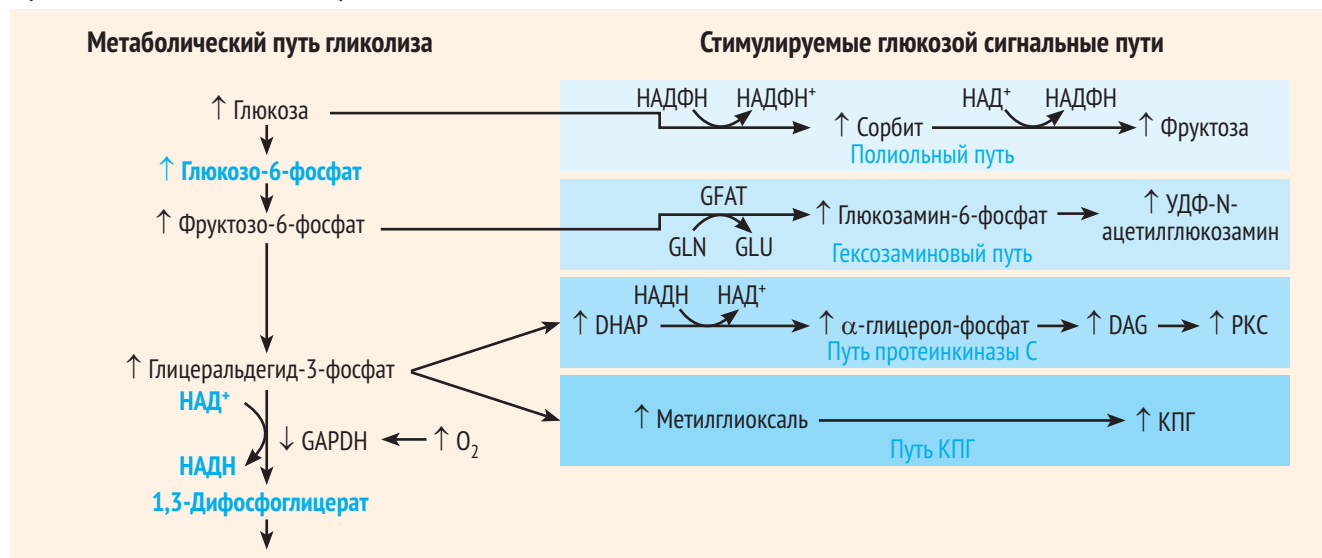 Метаболический путь гликолиза
Стимулируемые глюкозой сигнальные пути
↑ Глюкоза
НАДФН НАДФН⁺
↑ Сорбит
НАД⁺ НАДФН
↑ Фруктоза
Полиольный путь
↑ Глюкозо-6-фосфат
↑ Фруктозо-6-фосфат
GFAT
GLN GLU
↑ Глюкозамин-6-фосфат
↑ УДФ-N-
ацетилглюкозамин
Гексозаминовый путь
НАДН НАД⁺
↑ DHAP
↑ α-глицерол-фосфат
↑ DAG
↑ PKC
Путь протеинкиназы С
↑ Глицеральдегид-3-фосфат
↑ Метилглиоксаль
↑ КПГ
Путь КПГ
НАД⁺
↓ GAPDH
↑ O₂
НАДН
1,3-Дифосфоглицерат